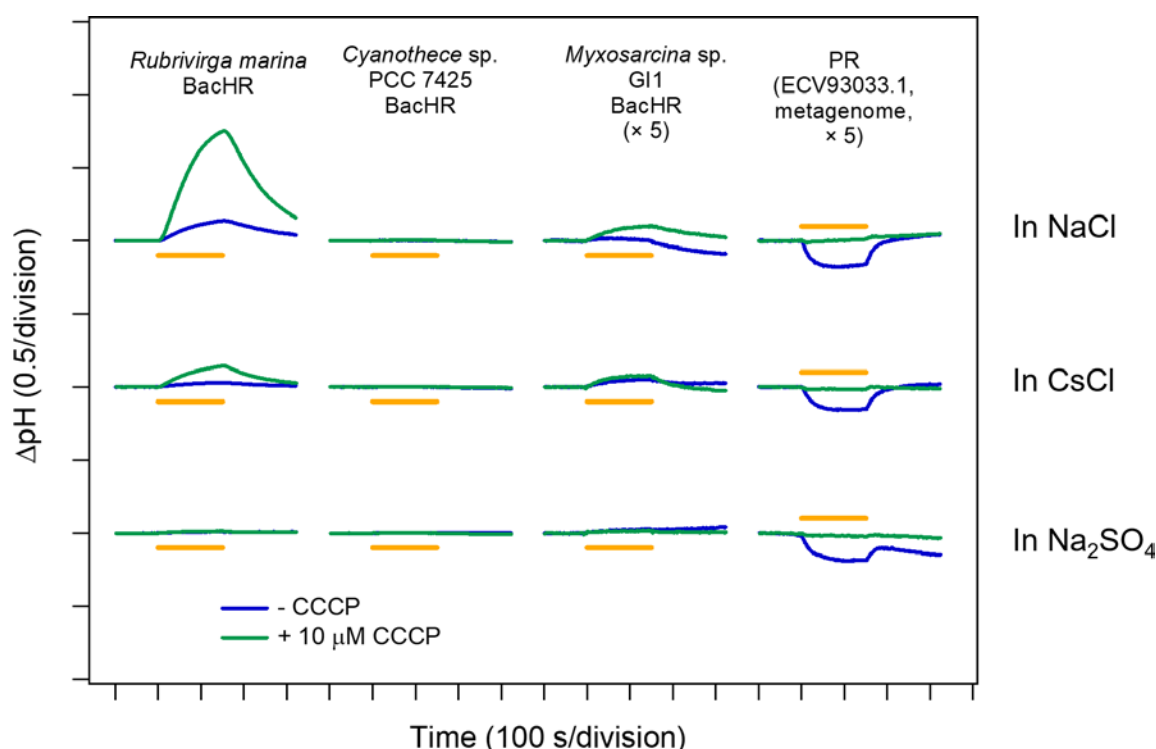 Rubrivirga marina
BacHR
Cyanothece sp.
PCC 7425
BacHR
Myxosarcina sp.
GI1
BacHR
(× 5)
PR
(ECV93033.1,
metagenome,
× 5)
In NaCl
In CsCl
In Na₂SO₄
ΔpH (0.5/division)
- CCCP
+ 10 μM CCCP
Time (100 s/division)